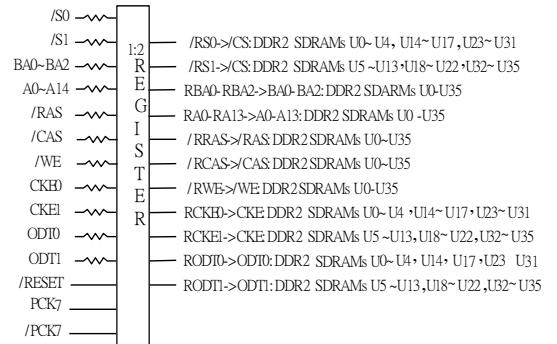 /S0
/S1
BA0~BA2
A0~A14
/RAS
/CAS
/WE
CKE0
CKE1
ODT0
ODT1
/RESET
PCK7
/PCK7
1:2
R
E
G
I
S
T
E
R
/RS0->/CS:DDR2 SDRAMs U0~U4, U14~U17,U23~U31
/RS1->/CS:DDR2 SDRAMs U5 ~U13,U18~U22,U32~U35
RBA0-RBA2->BA0-BA2:DDR2 SDARMs U0-U35
RA0-RA13->A0-A13:DDR2 SDRAMs U0 -U35
/RRAS->/RAS:DDR2 SDRAMs U0~U35
/RCAS->/CAS:DDR2 SDRAMs U0~U35
/RWE->/WE:DDR2 SDRAMs U0-U35
RCKE0->CKE:DDR2 SDRAMs U0~U4 ,U14~U17,U23~U31
RCKE1->CKE:DDR2 SDRAMs U5 ~U13,U18~U22,U32~U35
RODT0->ODT0:DDR2 SDRAMs U0~U4, U14, U17 ,U23 U31
RODT1->ODT1:DDR2 SDRAMs U5 ~U13,U18~U22,U32~U35